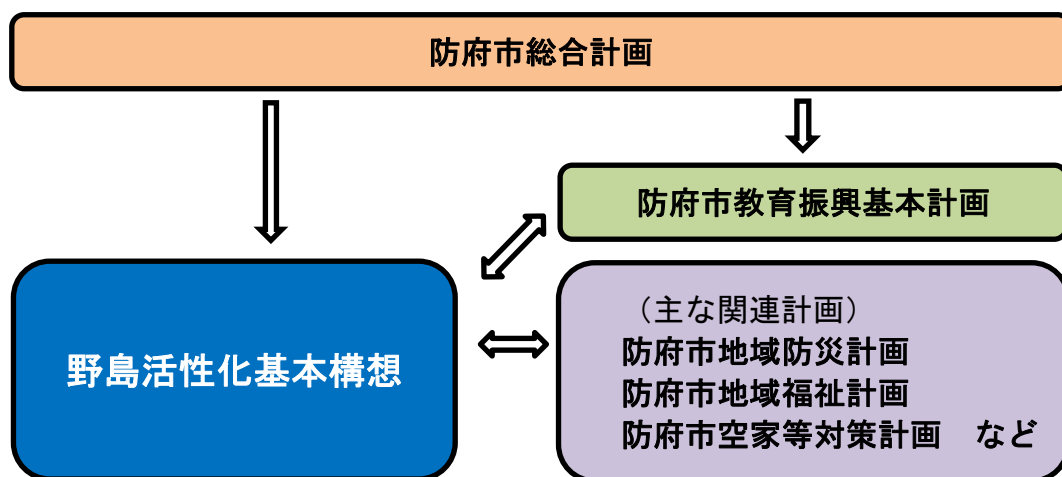 防府市総合計画
防府市教育振興基本計画
野島活性化基本構想
（主な関連計画）
防府市地域防災計画
防府市地域福祉計画
防府市空家等対策計画　など